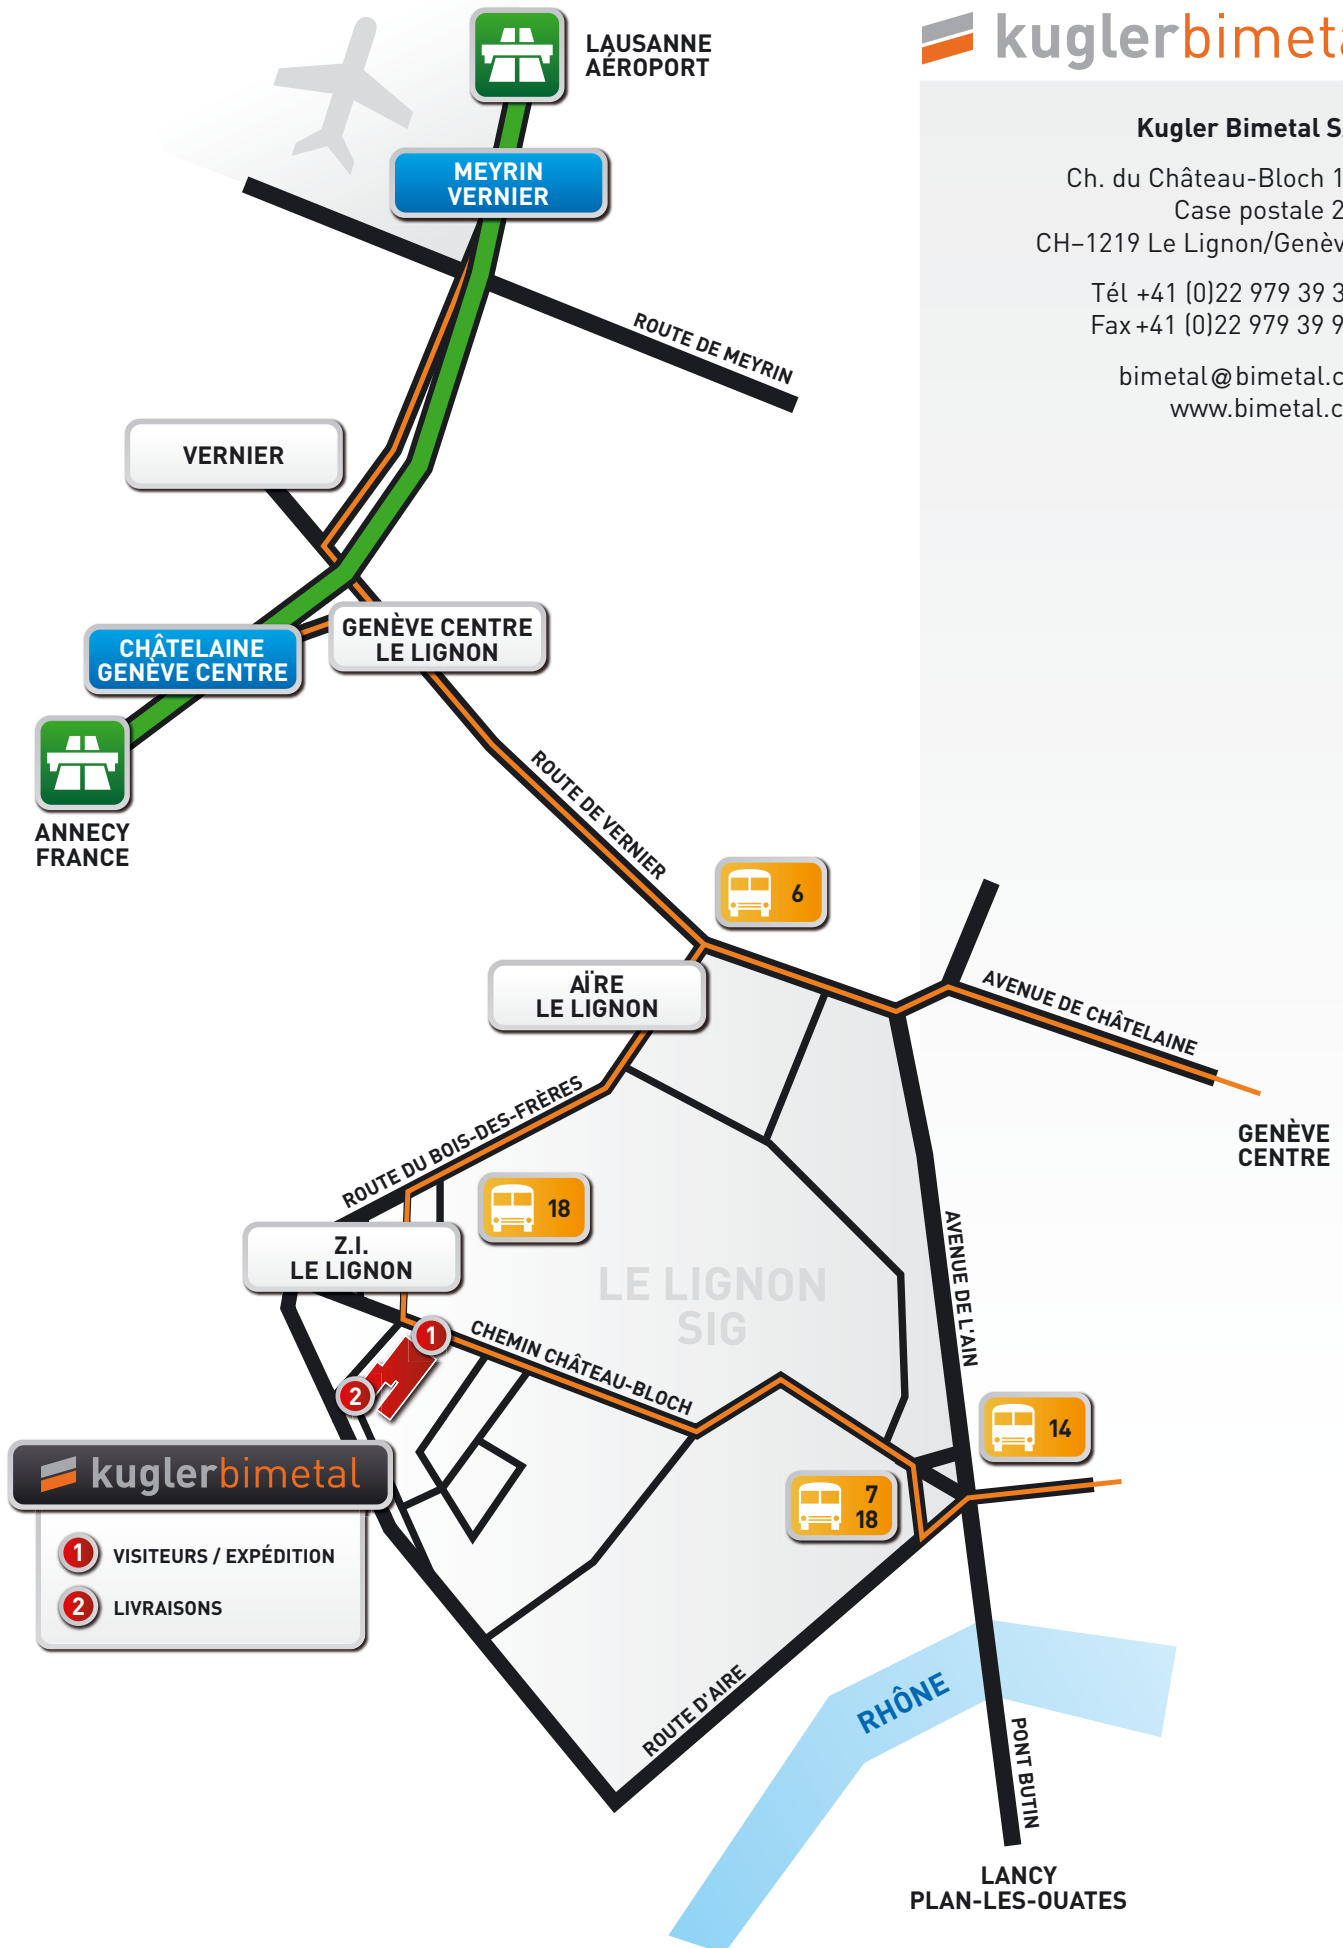 LAUSANNE
AÉROPORT
kuglerbimeta
Kugler Bimetal S
Ch. du Château-Bloch 1
Case postale 2
CH–1219 Le Lignon/Genèv
Tél +41 (0)22 979 39 3
Fax +41 (0)22 979 39 9
bimetal@bimetal.c
www.bimetal.c
MEYRIN
VERNIER
ROUTE DE MEYRIN
VERNIER
GENÈVE CENTRE
LE LIGNON
CHÂTELAINE
GENÈVE CENTRE
ANNECY
FRANCE
ROUTE DE VERNIER
6
AÏRE
LE LIGNON
AVENUE DE CHÂTELAINE
GENÈVE
CENTRE
ROUTE DU BOIS-DES-FRÈRES
18
Z.I.
LE LIGNON
LE LIGNON
SIG
AVENUE DE L'AIN
1
CHEMIN CHÂTEAU-BLOCH
2
14
7
18
kuglerbimetal
1 VISITEURS / EXPÉDITION
2 LIVRAISONS
ROUTE D'AIRE
RHÔNE
PONT BUTIN
LANCY
PLAN-LES-OUATES